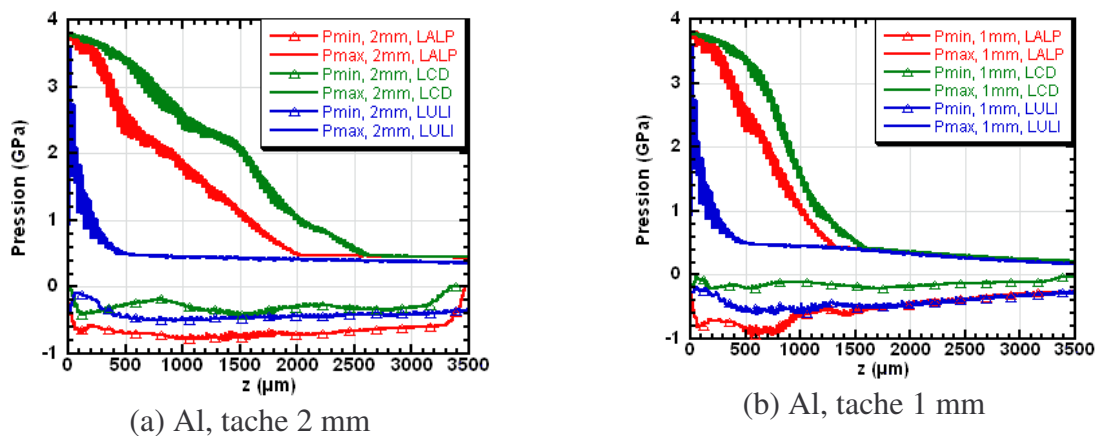 4
3
2
1
0
-1
Pression (GPa)
Pmin, 2mm, LALP
Pmax, 2mm, LALP
Pmin, 2mm, LCD
Pmax, 2mm, LCD
Pmin, 2mm, LULI
Pmax, 2mm, LULI
0 500 1000 1500 2000 2500 3000 3500
z (µm)
(a) Al, tache 2 mm
4
3
2
1
0
-1
Pression (GPa)
Pmin, 1mm, LALP
Pmax, 1mm, LALP
Pmin, 1mm, LCD
Pmax, 1mm, LCD
Pmin, 1mm, LULI
Pmax, 1mm, LULI
0 500 1000 1500 2000 2500 3000 3500
z (µm)
(b) Al, tache 1 mm